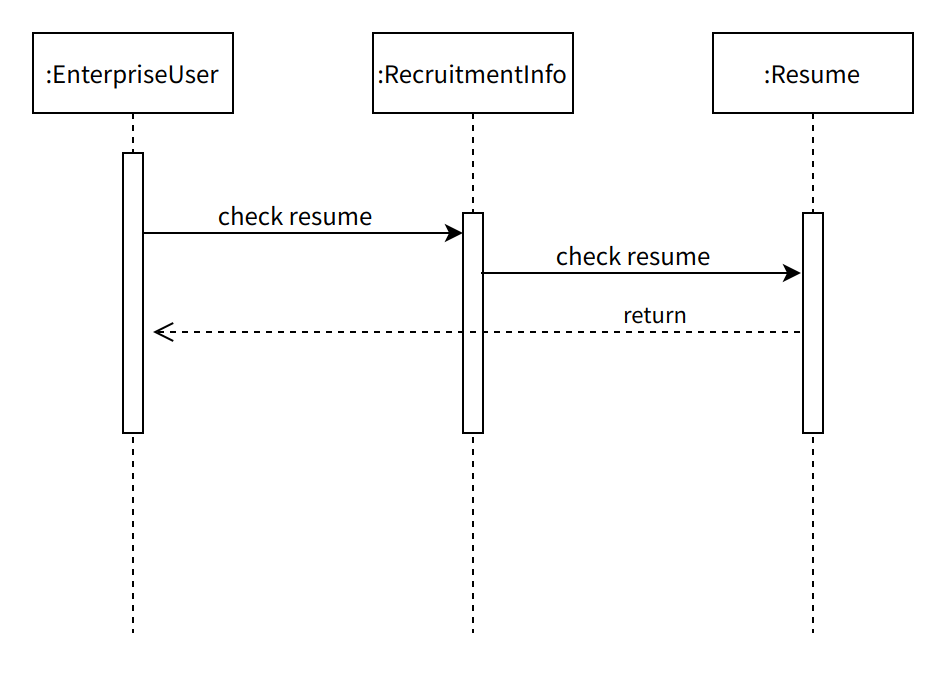 :EnterpriseUser
:RecruitmentInfo
:Resume
check resume
check resume
return